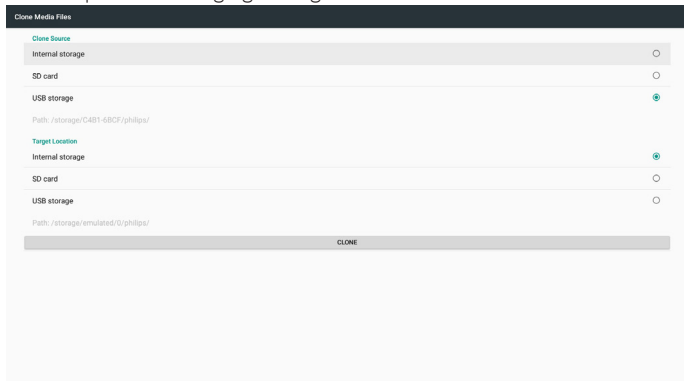 Clone Media Files
Clone Source
Internal storage
SD card
USB storage
Path: /storage/C4B1-6BCF/philips/
Target Location
Internal storage
SD card
USB storage
Path: /storage/emulated/0/philips/
CLONE